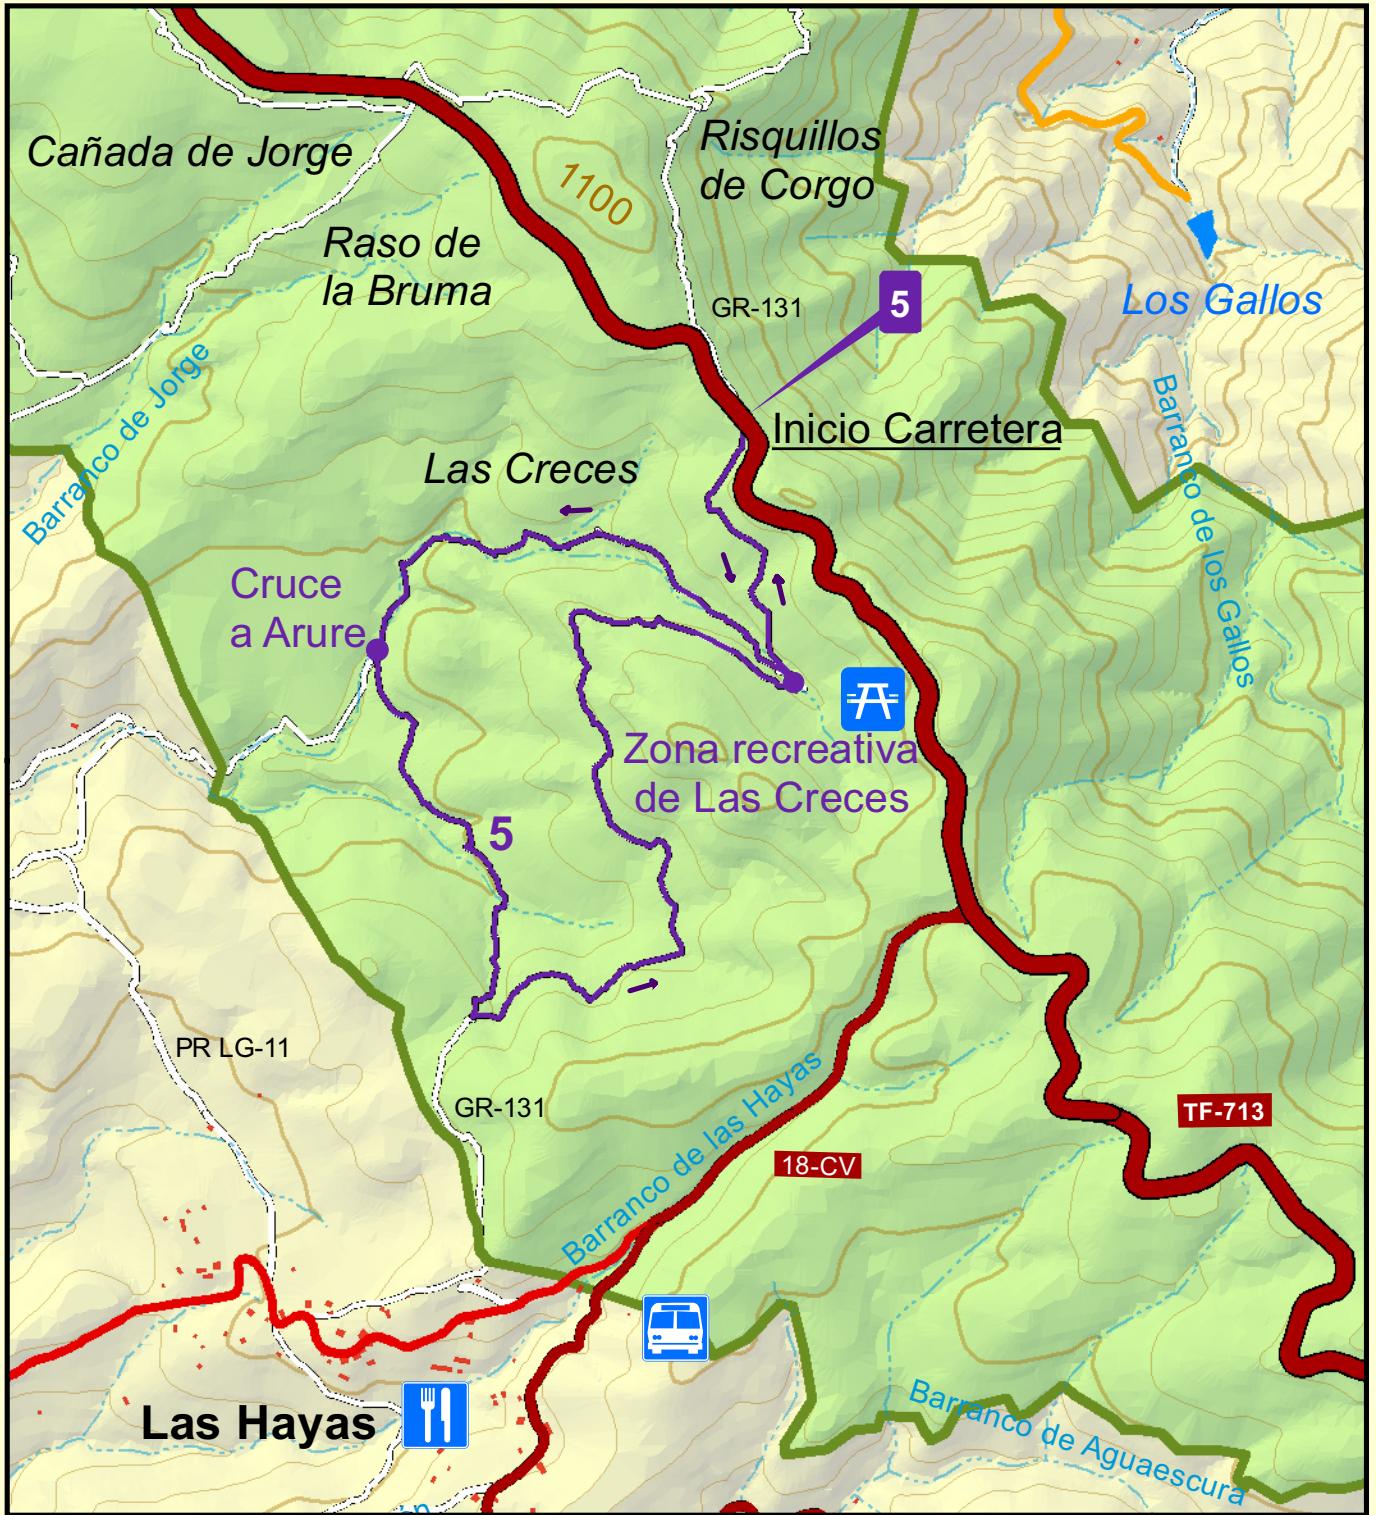 Cañada de Jorge
Risquillos
de Corgo
1100
Raso de
la Bruma
GR-131
5
Los Gallos
Barranco de Jorge
Inicio Carretera
Barranco de los Gallos
Las Creces
Cruce
a Arure
Zona recreativa
de Las Creces
5
PR LG-11
GR-131
Barranco de las Hayas
TF-713
18-CV
Las Hayas
Barranco de Aguaescura